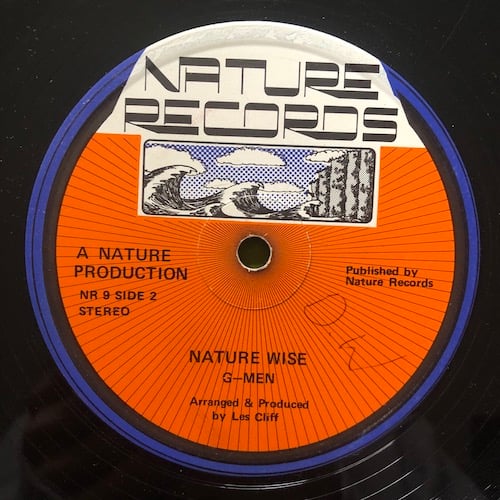 NATURE
RECORDS
A NATURE
PRODUCTION
NR 9 SIDE 2
STEREO
Published by
Nature Records
NATURE WISE
G-MEN
Arranged & Produced
by Les Cliff